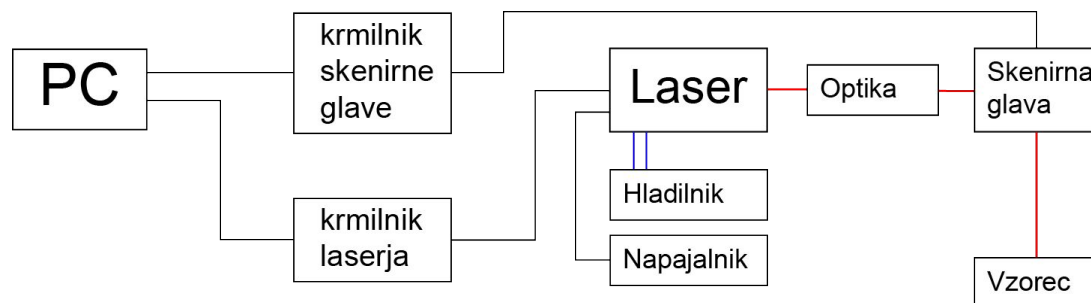 PC
krmilnik
skenirne
glave
krmilnik
laserja
Laser
Hladilnik
Napajalnik
Optika
Skenirna
glava
Vzorec